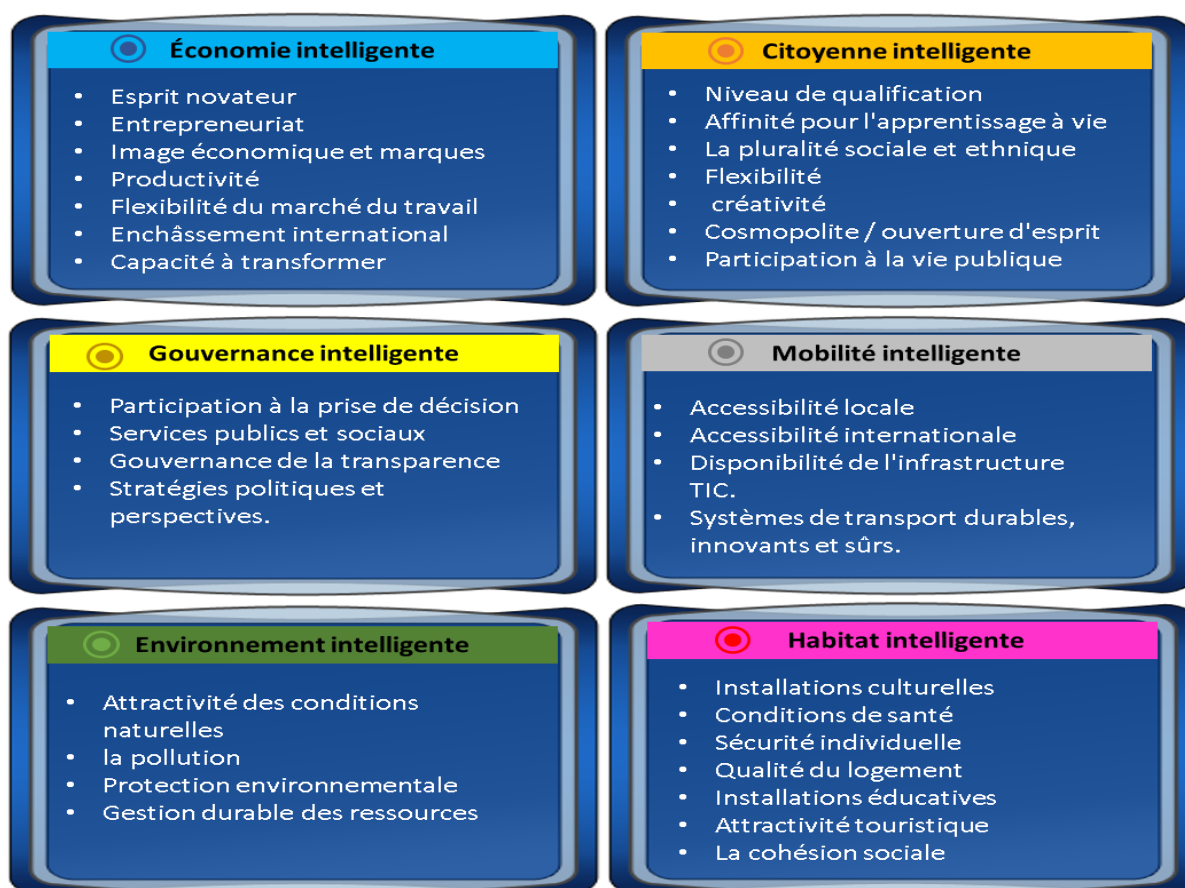 Économie intelligente
• Esprit novateur
• Entrepreneuriat
• Image économique et marques
• Productivité
• Flexibilité du marché du travail
• Enchâssement international
• Capacité à transformer
Citoyenne intelligente
• Niveau de qualification
• Affinité pour l'apprentissage à vie
• La pluralité sociale et ethnique
• Flexibilité
• créativité
• Cosmopolite / ouverture d'esprit
• Participation à la vie publique
Gouvernance intelligente
• Participation à la prise de décision
• Services publics et sociaux
• Gouvernance de la transparence
• Stratégies politiques et
perspectives.
Mobilité intelligente
• Accessibilité locale
• Accessibilité internationale
• Disponibilité de l'infrastructure
TIC.
• Systèmes de transport durables,
innovants et sûrs.
Environnement intelligente
• Attractivité des conditions
naturelles
• la pollution
• Protection environnementale
• Gestion durable des ressources
Habitat intelligente
• Installations culturelles
• Conditions de santé
• Sécurité individuelle
• Qualité du logement
• Installations éducatives
• Attractivité touristique
• La cohésion sociale